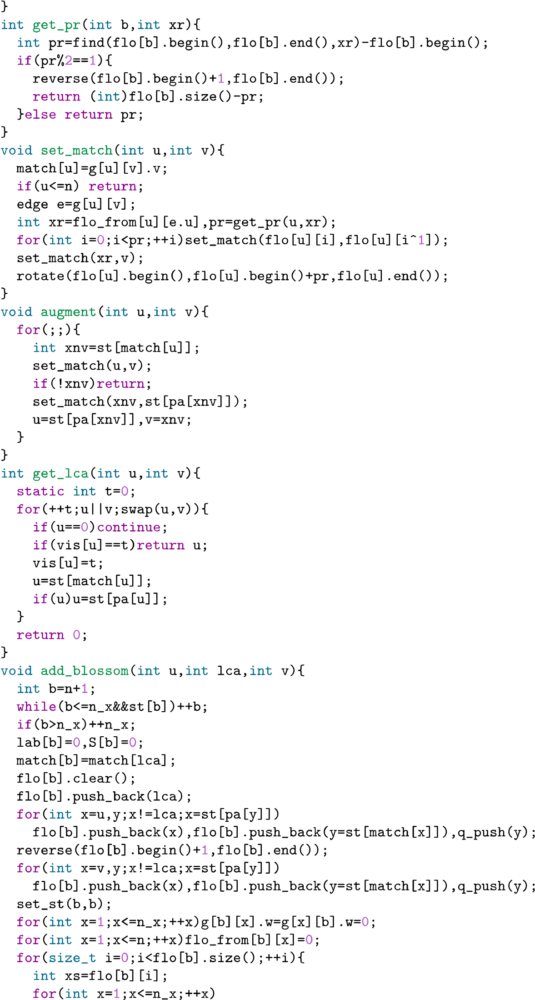 }
int get_pr(int b,int xr){
  int pr=find(flo[b].begin(),flo[b].end(),xr)-flo[b].begin();
  if(pr%2==1){
    reverse(flo[b].begin()+1,flo[b].end());
    return (int)flo[b].size()-pr;
  }else return pr;
}
void set_match(int u,int v){
  match[u]=g[u][v].v;
  if(u<=n) return;
  edge e=g[u][v];
  int xr=flo_from[u][e.u],pr=get_pr(u,xr);
  for(int i=0;i<pr;++i)set_match(flo[u][i],flo[u][i^1]);
  set_match(xr,v);
  rotate(flo[u].begin(),flo[u].begin()+pr,flo[u].end());
}
void augment(int u,int v){
  for(;;){
    int xnv=st[match[u]];
    set_match(u,v);
    if(!xnv)return;
    set_match(xnv,st[pa[xnv]]);
    u=st[pa[xnv]],v=xnv;
  }
}
int get_lca(int u,int v){
  static int t=0;
  for(++t;u||v;swap(u,v)){
    if(u==0)continue;
    if(vis[u]==t)return u;
    vis[u]=t;
    u=st[match[u]];
    if(u)u=st[pa[u]];
  }
  return 0;
}
void add_blossom(int u,int lca,int v){
  int b=n+1;
  while(b<=n_x&&st[b])++b;
  if(b>n_x)++n_x;
  lab[b]=0,S[b]=0;
  match[b]=match[lca];
  flo[b].clear();
  flo[b].push_back(lca);
  for(int x=u,y;x!=lca;x=st[pa[y]])
    flo[b].push_back(x),flo[b].push_back(y=st[match[x]]),q_push(y);
  reverse(flo[b].begin()+1,flo[b].end());
  for(int x=v,y;x!=lca;x=st[pa[y]])
    flo[b].push_back(x),flo[b].push_back(y=st[match[x]]),q_push(y);
  set_st(b,b);
  for(int x=1;x<=n_x;++x)g[b][x].w=g[x][b].w=0;
  for(int x=1;x<=n;++x)flo_from[b][x]=0;
  for(size_t i=0;i<flo[b].size();++i){
    int xs=flo[b][i];
    for(int x=1;x<=n_x;++x)